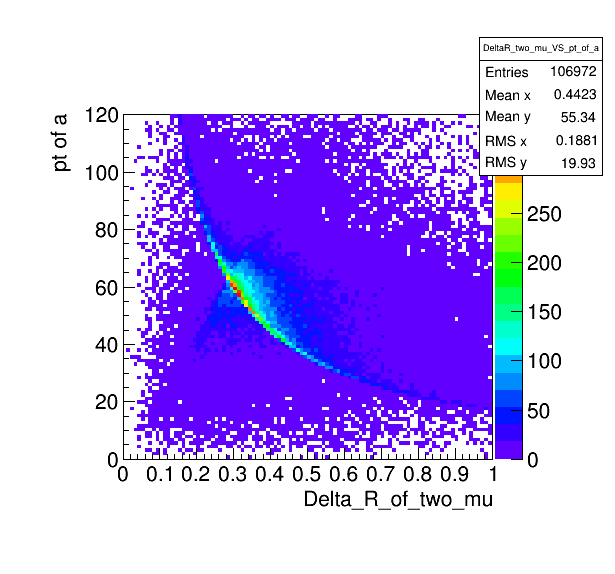 DeltaR_two_mu_VS_pt_of_a
Entries 106972
Mean x 0.4423
Mean y 55.34
RMS x 0.1881
RMS y 19.93
pt of a
120
100
80
60
40
20
0
0 0.1 0.2 0.3 0.4 0.5 0.6 0.7 0.8 0.9 1
Delta_R_of_two_mu
250
200
150
100
50
0